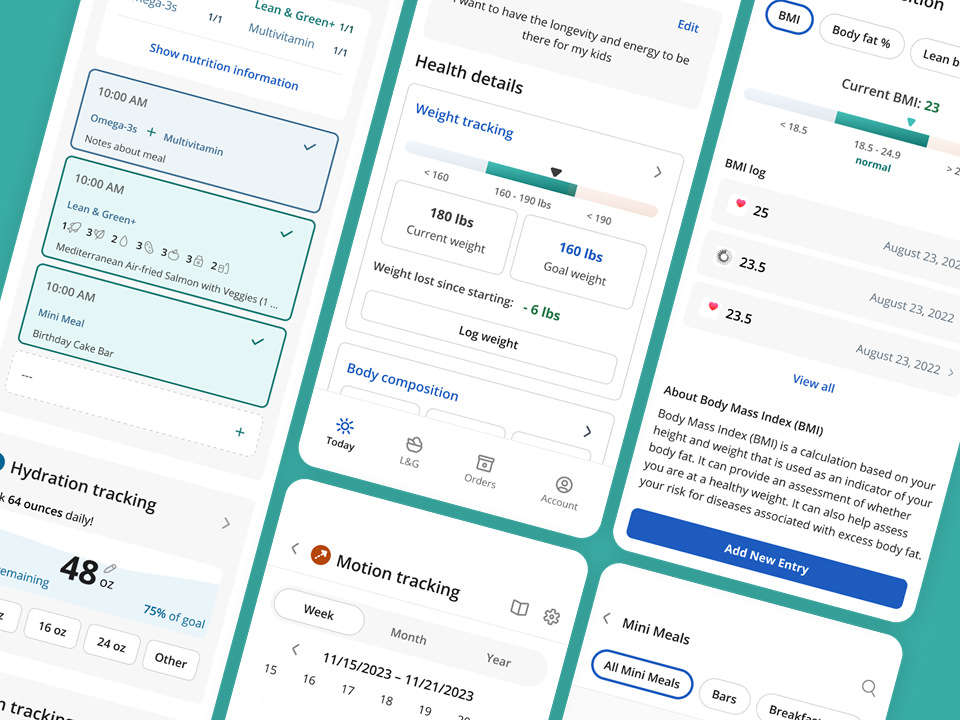 Omega-3s
1/1
Lean & Green+ 1/1
Multivitamin
1/1
Show nutrition information
10:00 AM
Omega-3s + Multivitamin
Notes about meal
10:00 AM
Lean & Green+
1 3 2 3 3 3 2
Mediterranean Air-fried Salmon with Veggies (1 ...
10:00 AM
Mini Meal
Birthday Cake Bar
---
+
Hydration tracking
64 ounces daily!
48 oz
remaining
75% of goal
16 oz
24 oz
Other
I want to have the longevity and energy to be
there for my kids
Edit
Health details
Weight tracking
< 160
160 - 190 lbs
< 190
180 lbs
Current weight
160 lbs
Goal weight
Weight lost since starting: - 6 lbs
Log weight
Body composition
Today
L&G
Orders
Account
Motion tracking
Week
Month
Year
11/15/2023 – 11/21/2023
15
16
17
18
19
BMI
Body fat %
Lean
Current BMI: 23
< 18.5
18.5 - 24.9
normal
BMI log
25
August 23, 202
23.5
August 23, 2022
23.5
August 23, 2022
View all
About Body Mass Index (BMI)
Body Mass Index (BMI) is a calculation based on your
height and weight that is used as an indicator of your
body fat. It can provide an assessment of whether
you are at a healthy weight. It can also help assess
your risk for diseases associated with excess body fat.
Add New Entry
Mini Meals
All Mini Meals
Bars
Breakfas